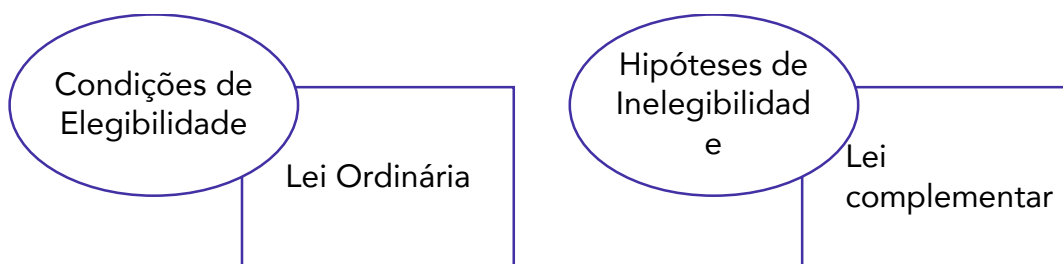 Condições de
Elegibilidade
Lei Ordinária
Hipóteses de
Inelegibilidad
e
Lei
complementar